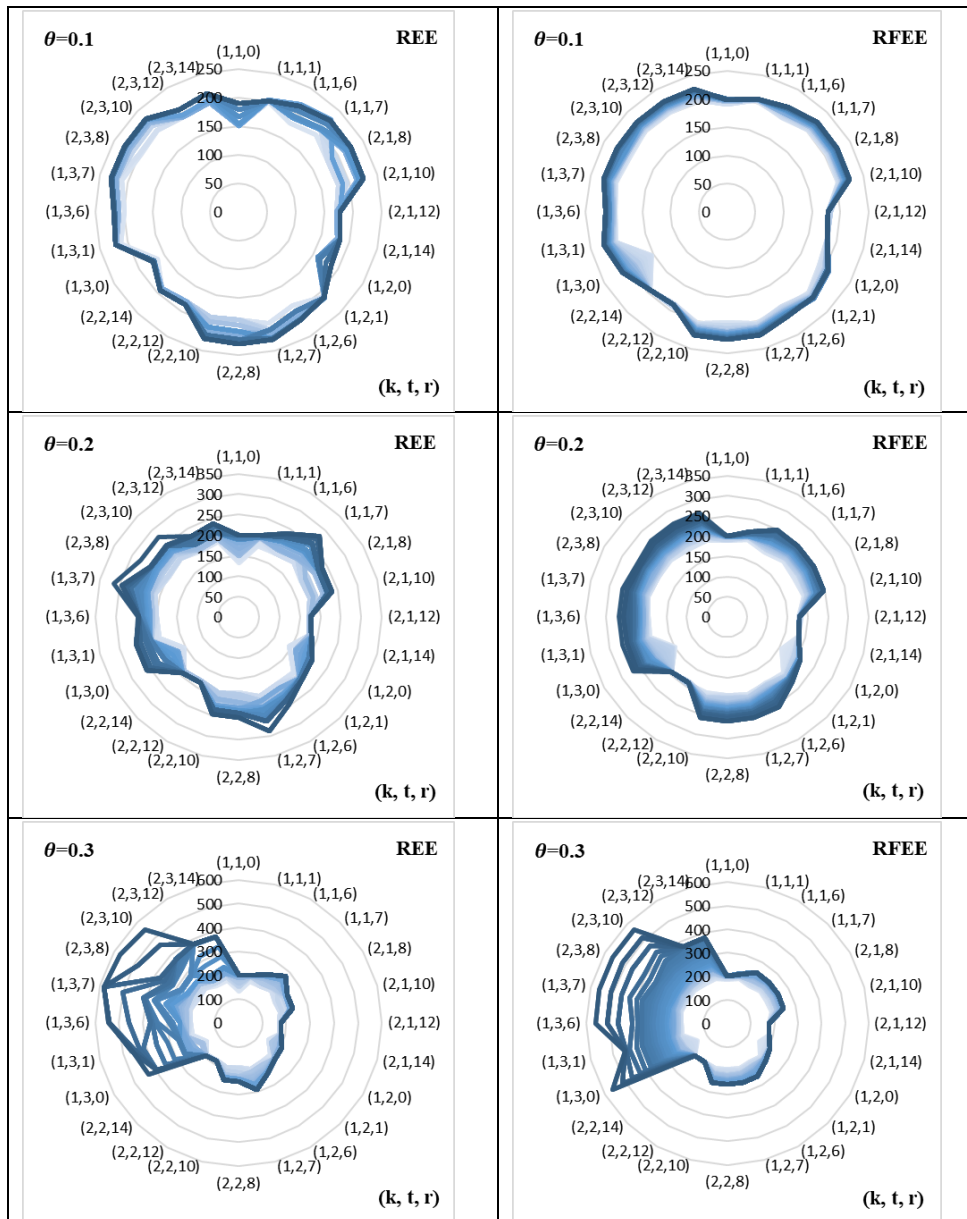 θ=0.1 (1,1,0) REE
(2,3,14) 250 (1,1,1)
(2,3,12) 200 (1,1,6)
(2,3,10) (1,1,7)
(2,3,8) 150 (2,1,8)
(1,3,7) 100 (2,1,10)
50
(1,3,6) 0 (2,1,12)
(1,3,1) (2,1,14)
(1,3,0) (1,2,0)
(2,2,14) (1,2,1)
(2,2,12) (1,2,6)
(2,2,10) (1,2,7)
(2,2,8)
(k, t, r)
θ=0.1 (1,1,0) RFEE
(2,3,14) 250 (1,1,1)
(2,3,12) 200 (1,1,6)
(2,3,10) (1,1,7)
(2,3,8) 150 (2,1,8)
(1,3,7) 100 (2,1,10)
50
(1,3,6) 0 (2,1,12)
(1,3,1) (2,1,14)
(1,3,0) (1,2,0)
(2,2,14) (1,2,1)
(2,2,12) (1,2,6)
(2,2,10) (1,2,7)
(2,2,8)
(k, t, r)
θ=0.2 (1,1,0) REE
(2,3,14) 350 (1,1,1)
(2,3,12) 300 (1,1,6)
(2,3,10) 250 (1,1,7)
200
(2,3,8) 150 (2,1,8)
(1,3,7) 100 (2,1,10)
50
(1,3,6) 0 (2,1,12)
(1,3,1) (2,1,14)
(1,3,0) (1,2,0)
(2,2,14) (1,2,1)
(2,2,12) (1,2,6)
(2,2,10) (1,2,7)
(2,2,8)
(k, t, r)
θ=0.2 (1,1,0) RFEE
(2,3,14) 350 (1,1,1)
(2,3,12) 300 (1,1,6)
(2,3,10) 250 (1,1,7)
200
(2,3,8) 150 (2,1,8)
(1,3,7) 100 (2,1,10)
50
(1,3,6) 0 (2,1,12)
(1,3,1) (2,1,14)
(1,3,0) (1,2,0)
(2,2,14) (1,2,1)
(2,2,12) (1,2,6)
(2,2,10) (1,2,7)
(2,2,8)
(k, t, r)
θ=0.3 (1,1,0) REE
(2,3,14) 600 (1,1,1)
(2,3,12) 500 (1,1,6)
(2,3,10) 400 (1,1,7)
(2,3,8) 300 (2,1,8)
200
(1,3,7) 100 (2,1,10)
(1,3,6) 0 (2,1,12)
(1,3,1) (2,1,14)
(1,3,0) (1,2,0)
(2,2,14) (1,2,1)
(2,2,12) (1,2,6)
(2,2,10) (1,2,7)
(2,2,8)
(k, t, r)
θ=0.3 (1,1,0) RFEE
(2,3,14) 600 (1,1,1)
(2,3,12) 500 (1,1,6)
(2,3,10) 400 (1,1,7)
(2,3,8) 300 (2,1,8)
200
(1,3,7) 100 (2,1,10)
(1,3,6) 0 (2,1,12)
(1,3,1) (2,1,14)
(1,3,0) (1,2,0)
(2,2,14) (1,2,1)
(2,2,12) (1,2,6)
(2,2,10) (1,2,7)
(2,2,8)
(k, t, r)